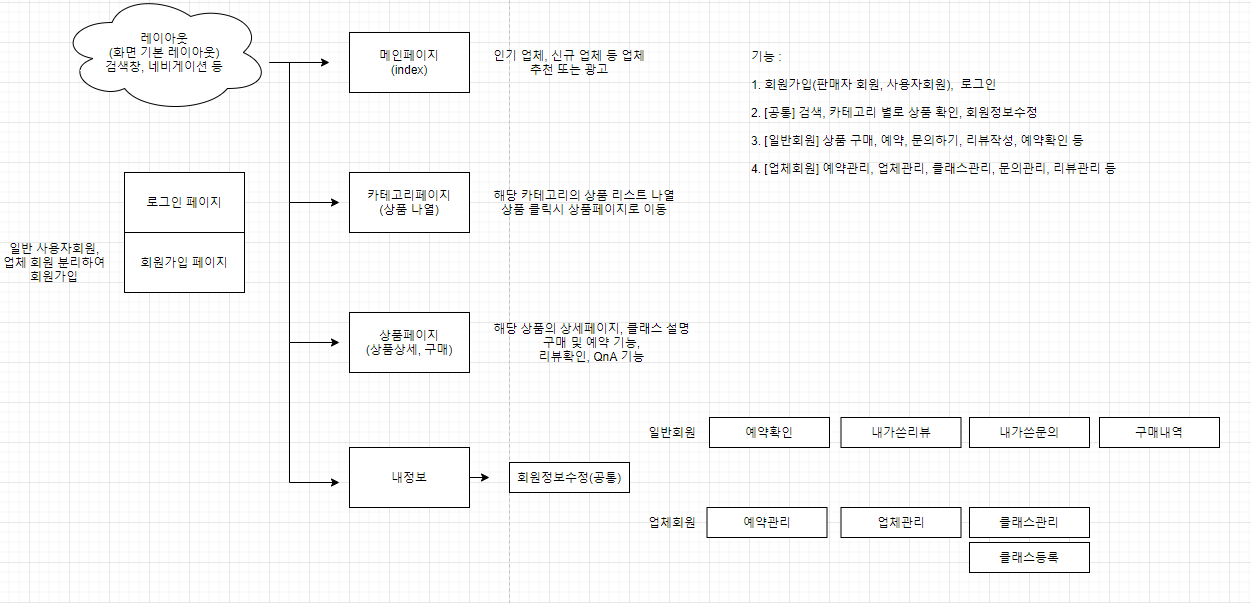 레이아웃
(화면 기본 레이아웃)
검색창, 네비게이션 등
메인페이지
(index)
인기 업체, 신규 업체 등 업체
추천 또는 광고
기능 :
1. 회원가입(판매자 회원, 사용자회원), 로그인
2. [공통] 검색, 카테고리 별로 상품 확인, 회원정보수정
3. [일반회원] 상품 구매, 예약, 문의하기, 리뷰작성, 예약확인 등
4. [업체회원] 예약관리, 업체관리, 클래스관리, 문의관리, 리뷰관리 등
로그인 페이지
회원가입 페이지
일반 사용자회원,
업체 회원 분리하여
회원가입
카테고리페이지
(상품 나열)
해당 카테고리의 상품 리스트 나열
상품 클릭시 상품페이지로 이동
상품페이지
(상품상세, 구매)
해당 상품의 상세페이지, 클래스 설명
구매 및 예약 기능,
리뷰확인, QnA 기능
내정보
회원정보수정(공통)
일반회원
예약확인
내가쓴리뷰
내가쓴문의
구매내역
업체회원
예약관리
업체관리
클래스관리
클래스등록